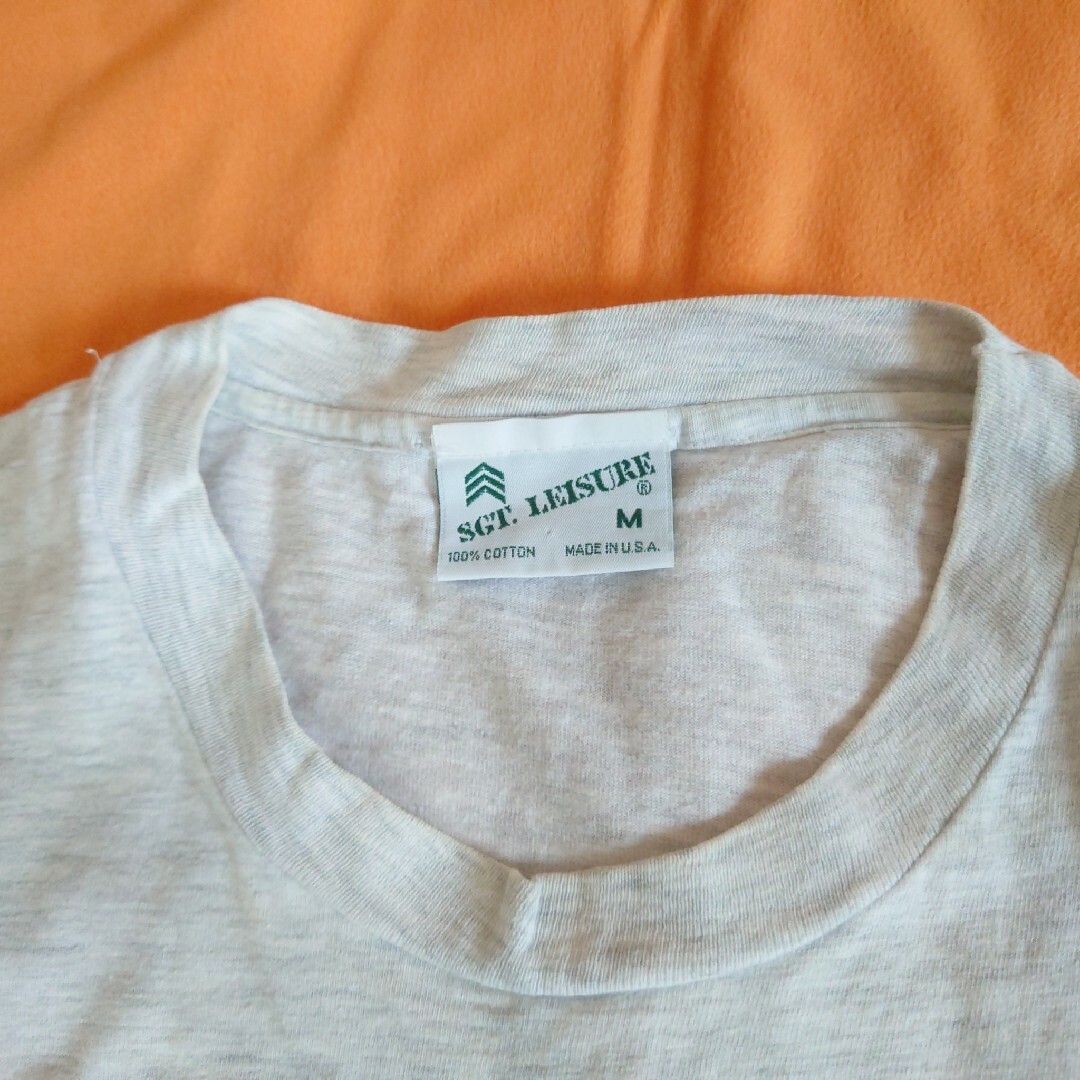 SGT. LEISURE®
M
100% COTTON MADE IN U.S.A.